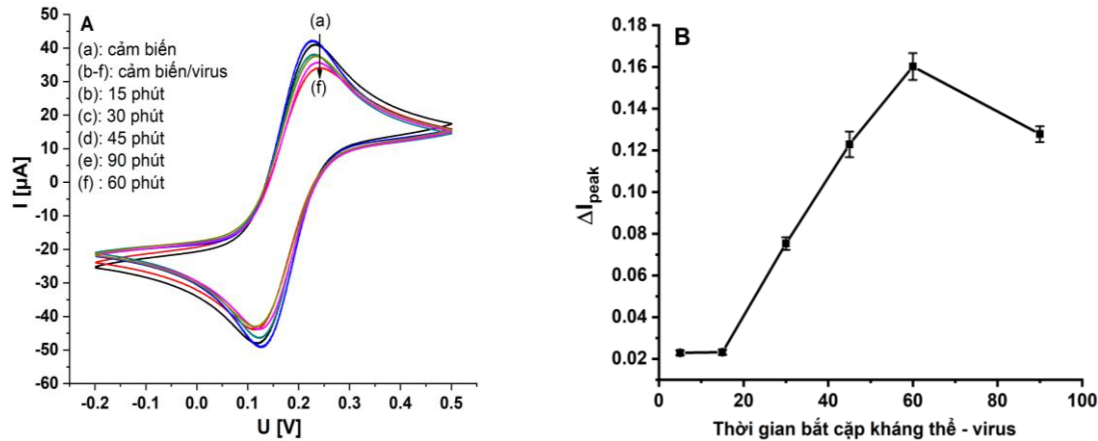 A
(a)
(a): cảm biến
(b-f): cảm biến/virus
(b): 15 phút
(c): 30 phút
(d): 45 phút
(e): 90 phút
(f) : 60 phút
(f)
I [µA]
50
40
30
20
10
0
-10
-20
-30
-40
-50
-60
-0.2
-0.1
0.0
0.1
0.2
0.3
0.4
0.5
U [V]
B
ΔIpeak
0.18
0.16
0.14
0.12
0.10
0.08
0.06
0.04
0.02
0
20
40
60
80
100
Thời gian bắt cặp kháng thể - virus